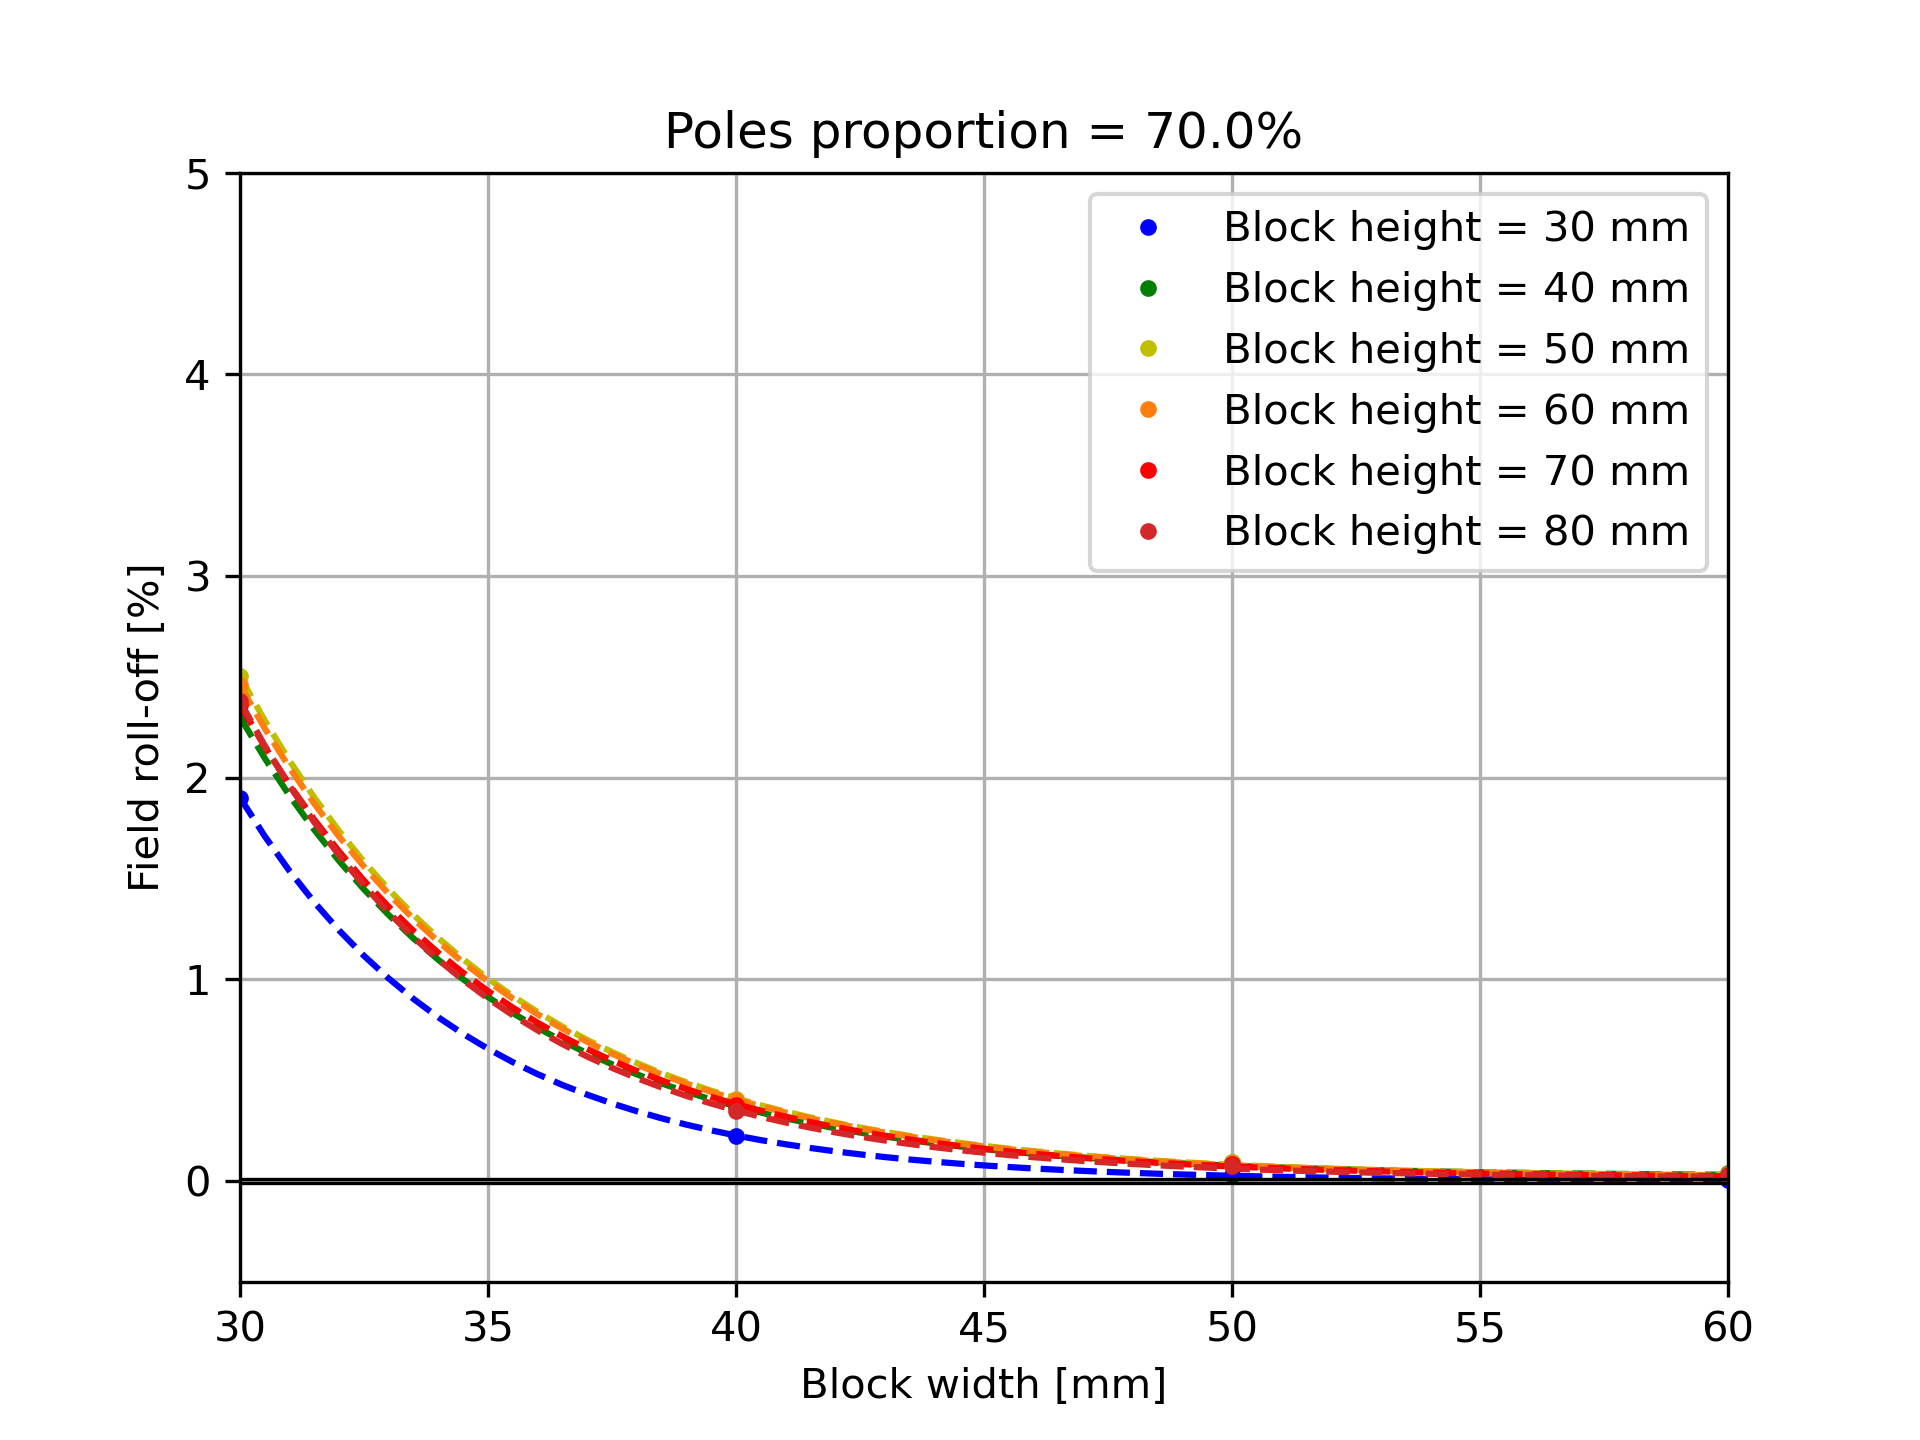 Poles proportion = 70.0%
5
4
3
2
1
0
Field roll-off [%]
Block height = 30 mm
Block height = 40 mm
Block height = 50 mm
Block height = 60 mm
Block height = 70 mm
Block height = 80 mm
30 35 40 45 50 55 60
Block width [mm]